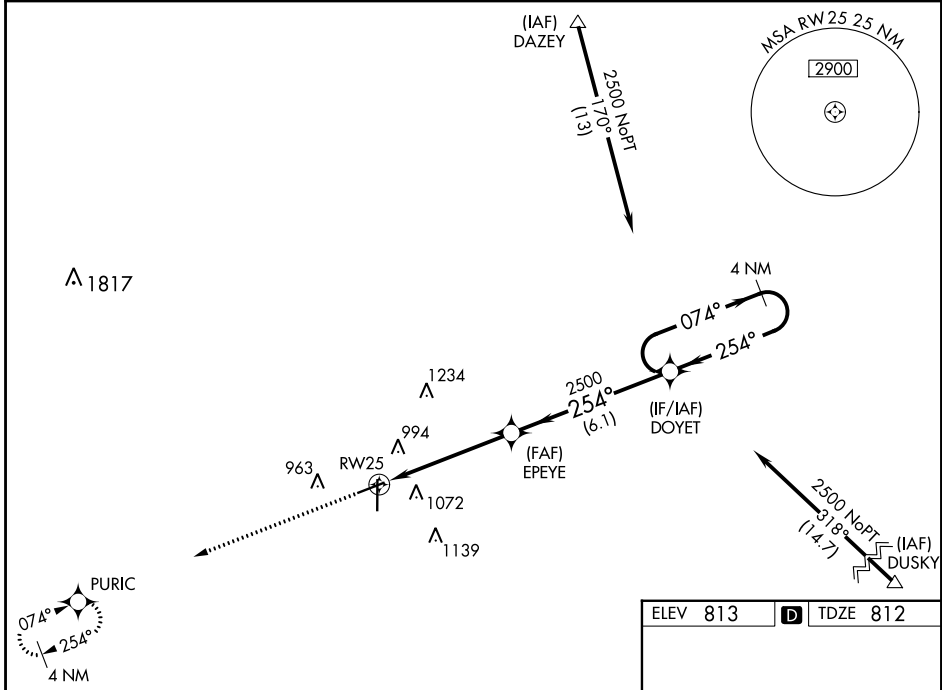 (IAF)
DAZEY
MSA RW25 25 NM
2900
2500 NoPT
170°
(13)
1817
4 NM
074°
254°
1234
2500
254°
(6.1)
(IF/IAF)
DOYET
994
(FAF)
EPEYE
963
RW25
1072
1139
2500 NoPT
318°
(14.7)
(IAF)
DUSKY
PURIC
074°
254°
4 NM
ELEV 813 D TDZE 812